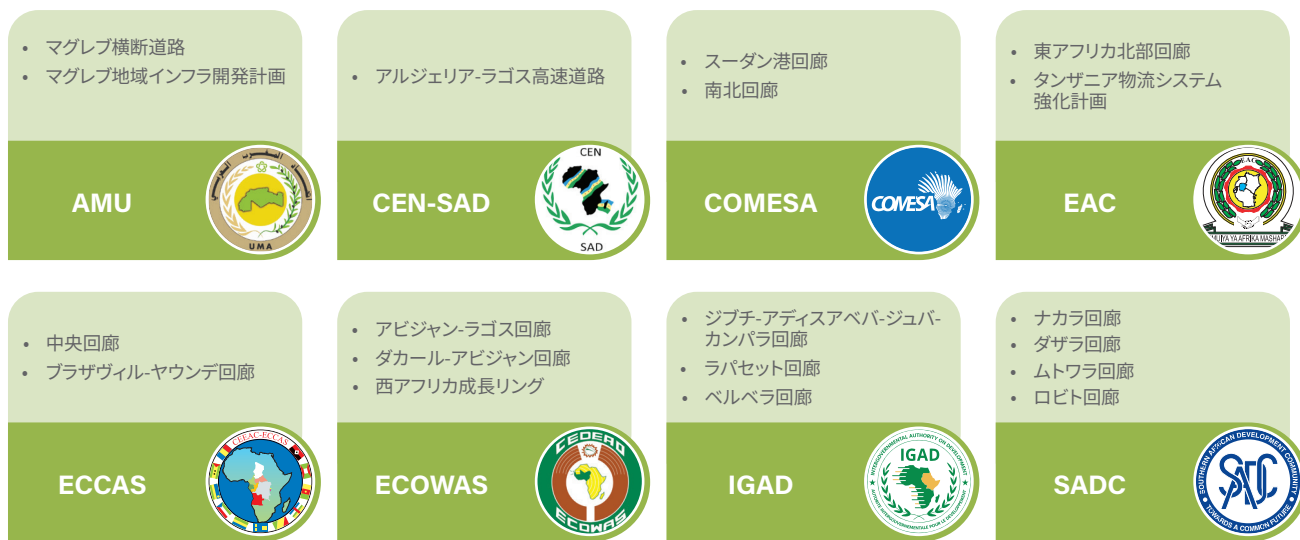 • マグレブ横断道路
• マグレブ地域インフラ開発計画
AMU
UMA
• アルジェリア-ラゴス高速道路
CEN-SAD
CEN
SAD
• スーダン港回廊
• 南北回廊
COMESA
COMESA
• 東アフリカ北部回廊
• タンザニア物流システム
強化計画
EAC
EAC
• 中央回廊
• ブラザヴィル-ヤウンデ回廊
ECCAS
CEEAC-ECCAS
• アビジャン-ラゴス回廊
• ダカール-アビジャン回廊
• 西アフリカ成長リング
ECOWAS
CEDEAO
ECOWAS
• ジブチ-アディスアベバ-ジュバ-
カンパラ回廊
• ラパセット回廊
• ベルベラ回廊
IGAD
INTERGOVERNMENTAL AUTHORITY ON DEVELOPMENT
IGAD
• ナカラ回廊
• ダザラ回廊
• ムトワラ回廊
• ロビト回廊
SADC
SOUTHERN AFRICAN DEVELOPMENT COMMUNITY
SADC
TOWARDS A COMMON FUTURE